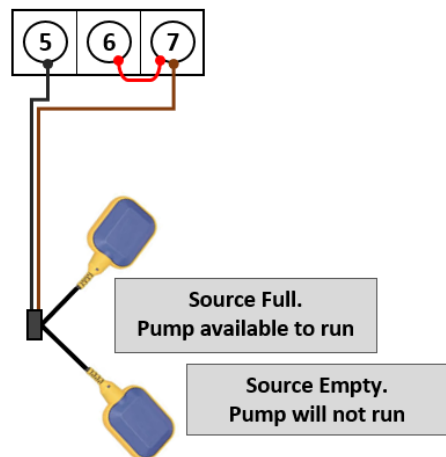 5 6 7
Source Full.
Pump available to run
Source Empty.
Pump will not run